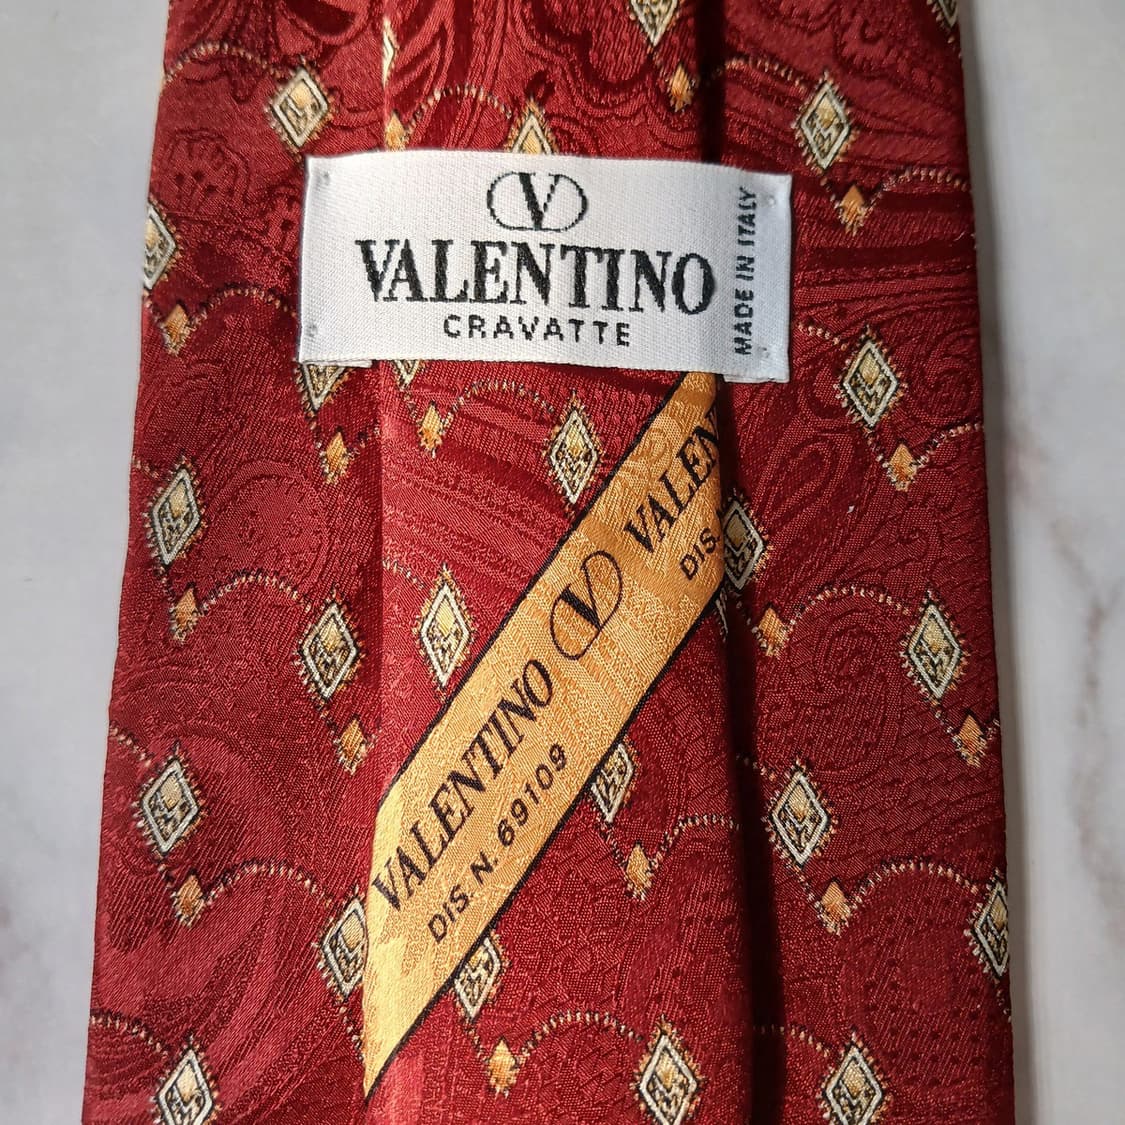 V
VALENTINO
CRAVATTE
MADE IN ITALY
VALEN
DIS.
V
VALENTINO
DIS. N. 69109